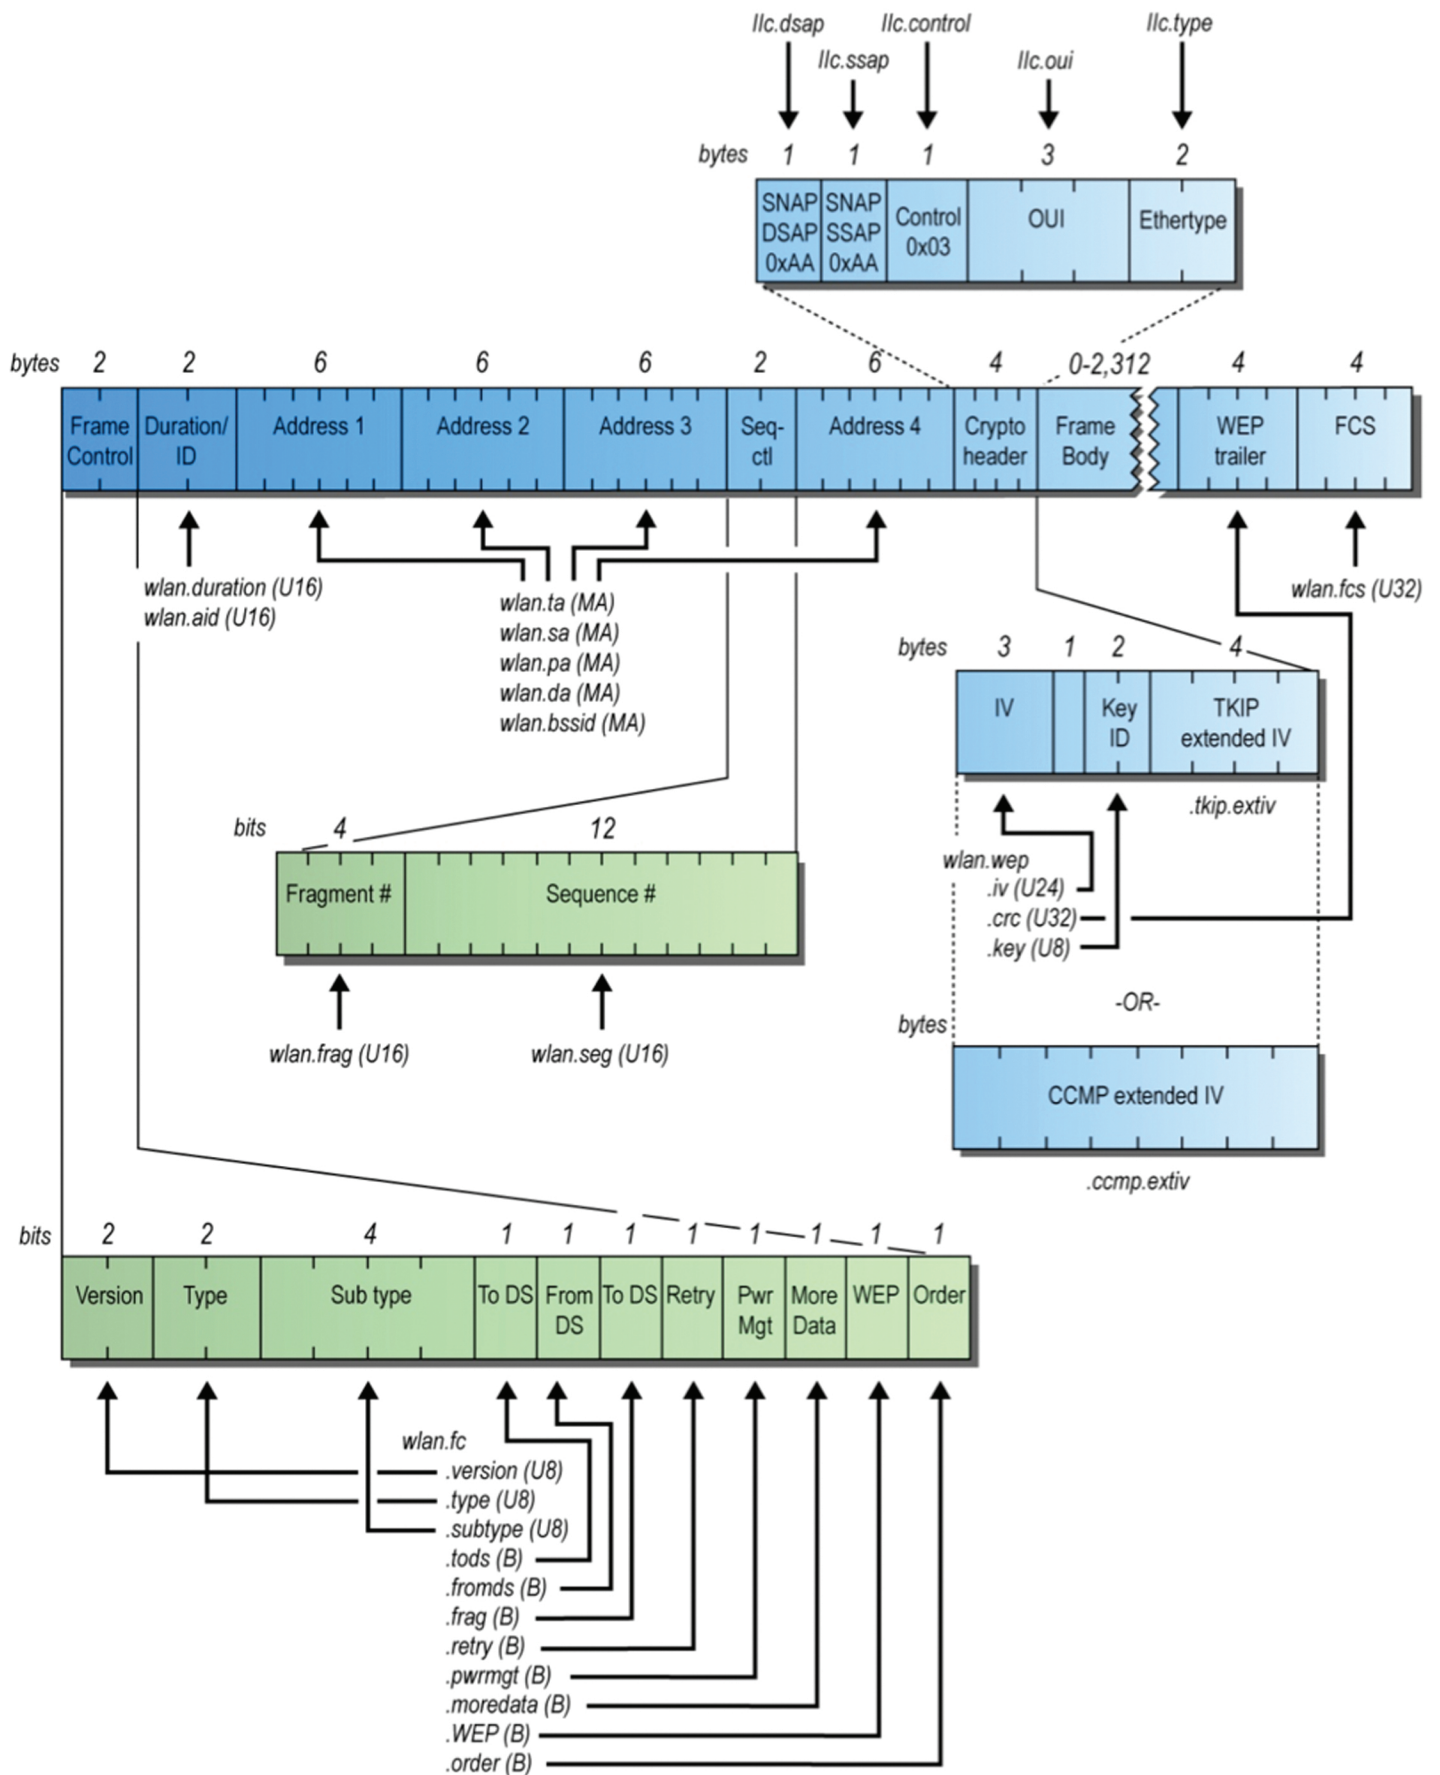 llc.dsap llc.control llc.type
llc.ssap llc.oui
bytes 1 1 1 3 2
SNAP SNAP Control OUI Ethertype
DSAP SSAP 0x03
0xAA 0xAA
bytes 2 2 6 6 6 2 6 4 0-2,312 4 4
Frame Duration/ Address 1 Address 2 Address 3 Seq- Address 4 Crypto Frame WEP FCS
Control ID ctl header Body trailer
wlan.duration (U16)
wlan.aid (U16)
wlan.ta (MA)
wlan.sa (MA)
wlan.pa (MA)
wlan.da (MA)
wlan.bssid (MA)
wlan.fcs (U32)
bytes 3 1 2 4
IV Key TKIP
ID extended IV
.tkip.extiv
wlan.wep
.iv (U24)
.crc (U32)
.key (U8)
-OR-
bytes
CCMP extended IV
.ccmp.extiv
bits 4 12
Fragment # Sequence #
wlan.frag (U16) wlan.seg (U16)
bits 2 2 4 1 1 1 1 1 1 1 1
Version Type Sub type To DS From To DS Retry Pwr More WEP Order
DS Mgt Data
wlan.fc
.version (U8)
.type (U8)
.subtype (U8)
.tods (B)
.fromds (B)
.frag (B)
.retry (B)
.pwrmgt (B)
.moredata (B)
.WEP (B)
.order (B)